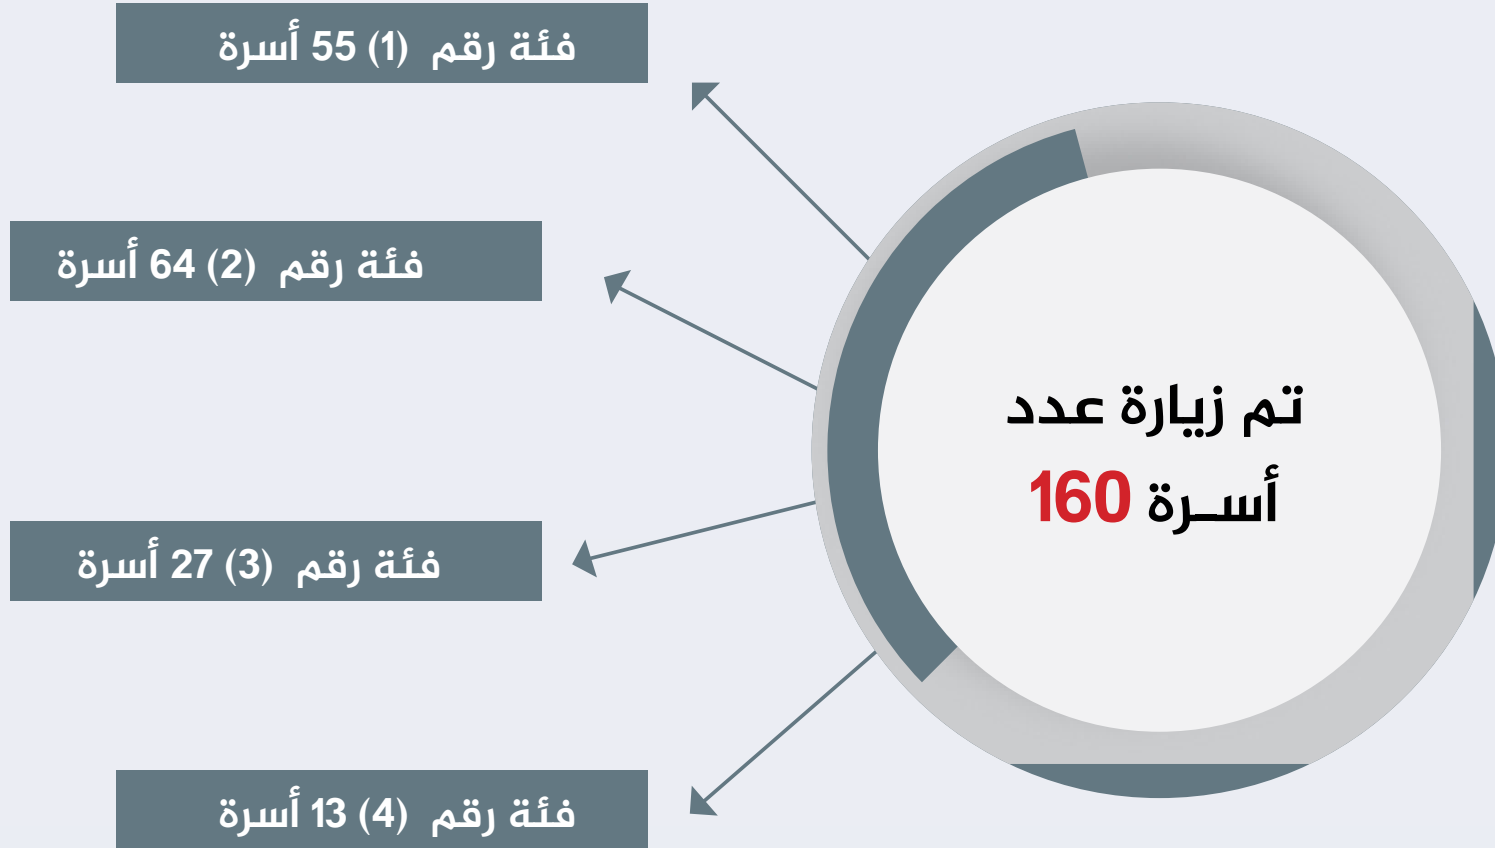 فئة رقم (1) 55 أسرة
فئة رقم (2) 64 أسرة
تم زيارة عدد
160 أســرة
فئة رقم (3) 27 أسرة
فئة رقم (4) 13 أسرة